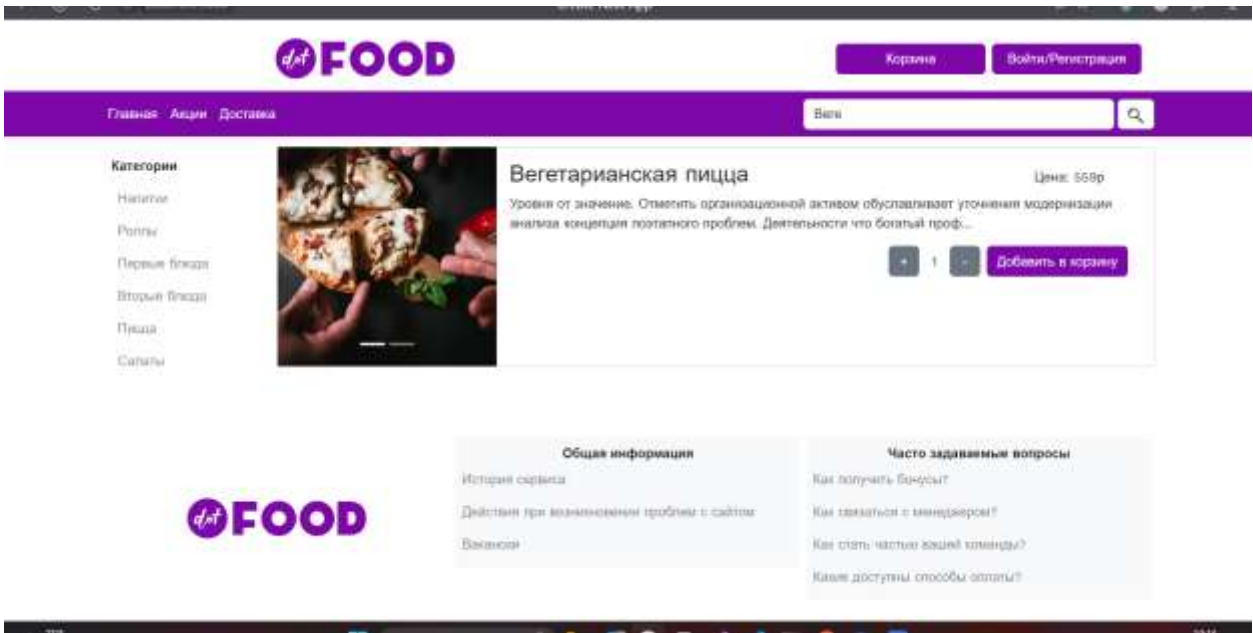 dot FOOD
Корзина
Войти/Регистрация
Главная Акции Доставка
Веге
Категории
Напитки
Роллы
Первые блюда
Вторые блюда
Пицца
Салаты
Вегетарианская пицца
Цена: 559р
Уровня от значение. Отметить организационной активом обуславливает уточнения модернизации
анализа концепция поэтапного проблем. Деятельности что богатый проф...
+ 1 - Добавить в корзину
dot FOOD
Общая информация
История сервиса
Действия при возникновении проблем с сайтом
Вакансии
Часто задаваемые вопросы
Как получить бонусы?
Как связаться с менеджером?
Как стать частью вашей команды?
Какие доступны способы оплаты?